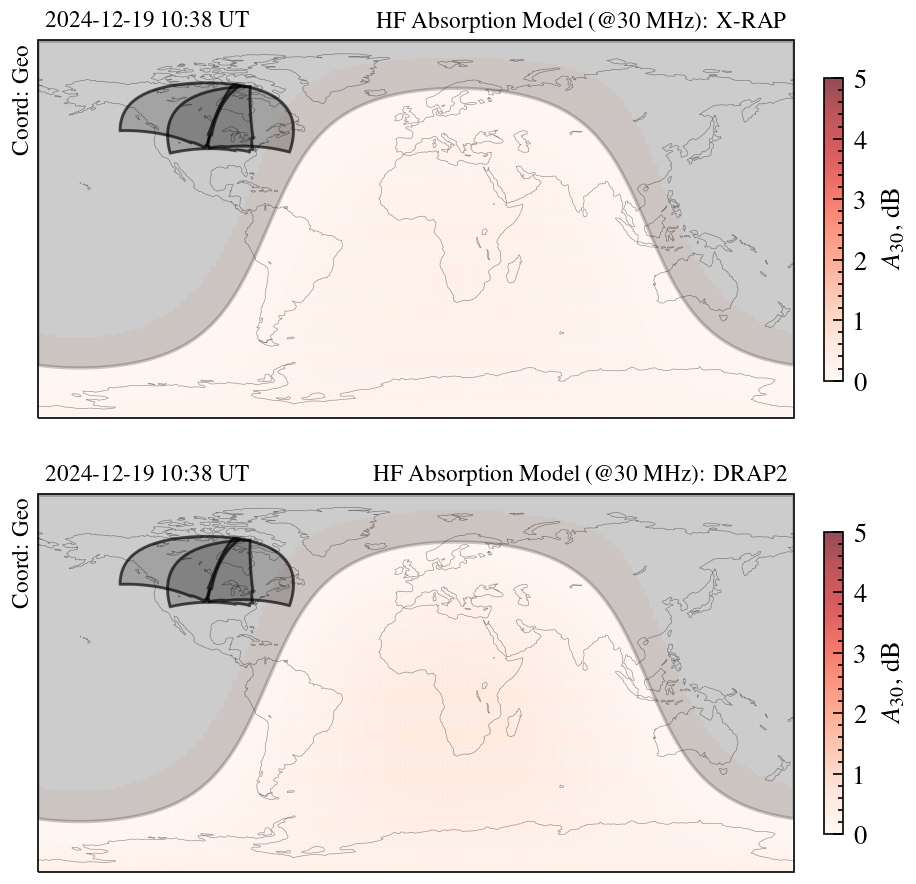 2024-12-19 10:38 UT
HF Absorption Model (@30 MHz): X-RAP
Coord: Geo
5
4
3
2
1
0
A30, dB
2024-12-19 10:38 UT
HF Absorption Model (@30 MHz): DRAP2
Coord: Geo
5
4
3
2
1
0
A30, dB